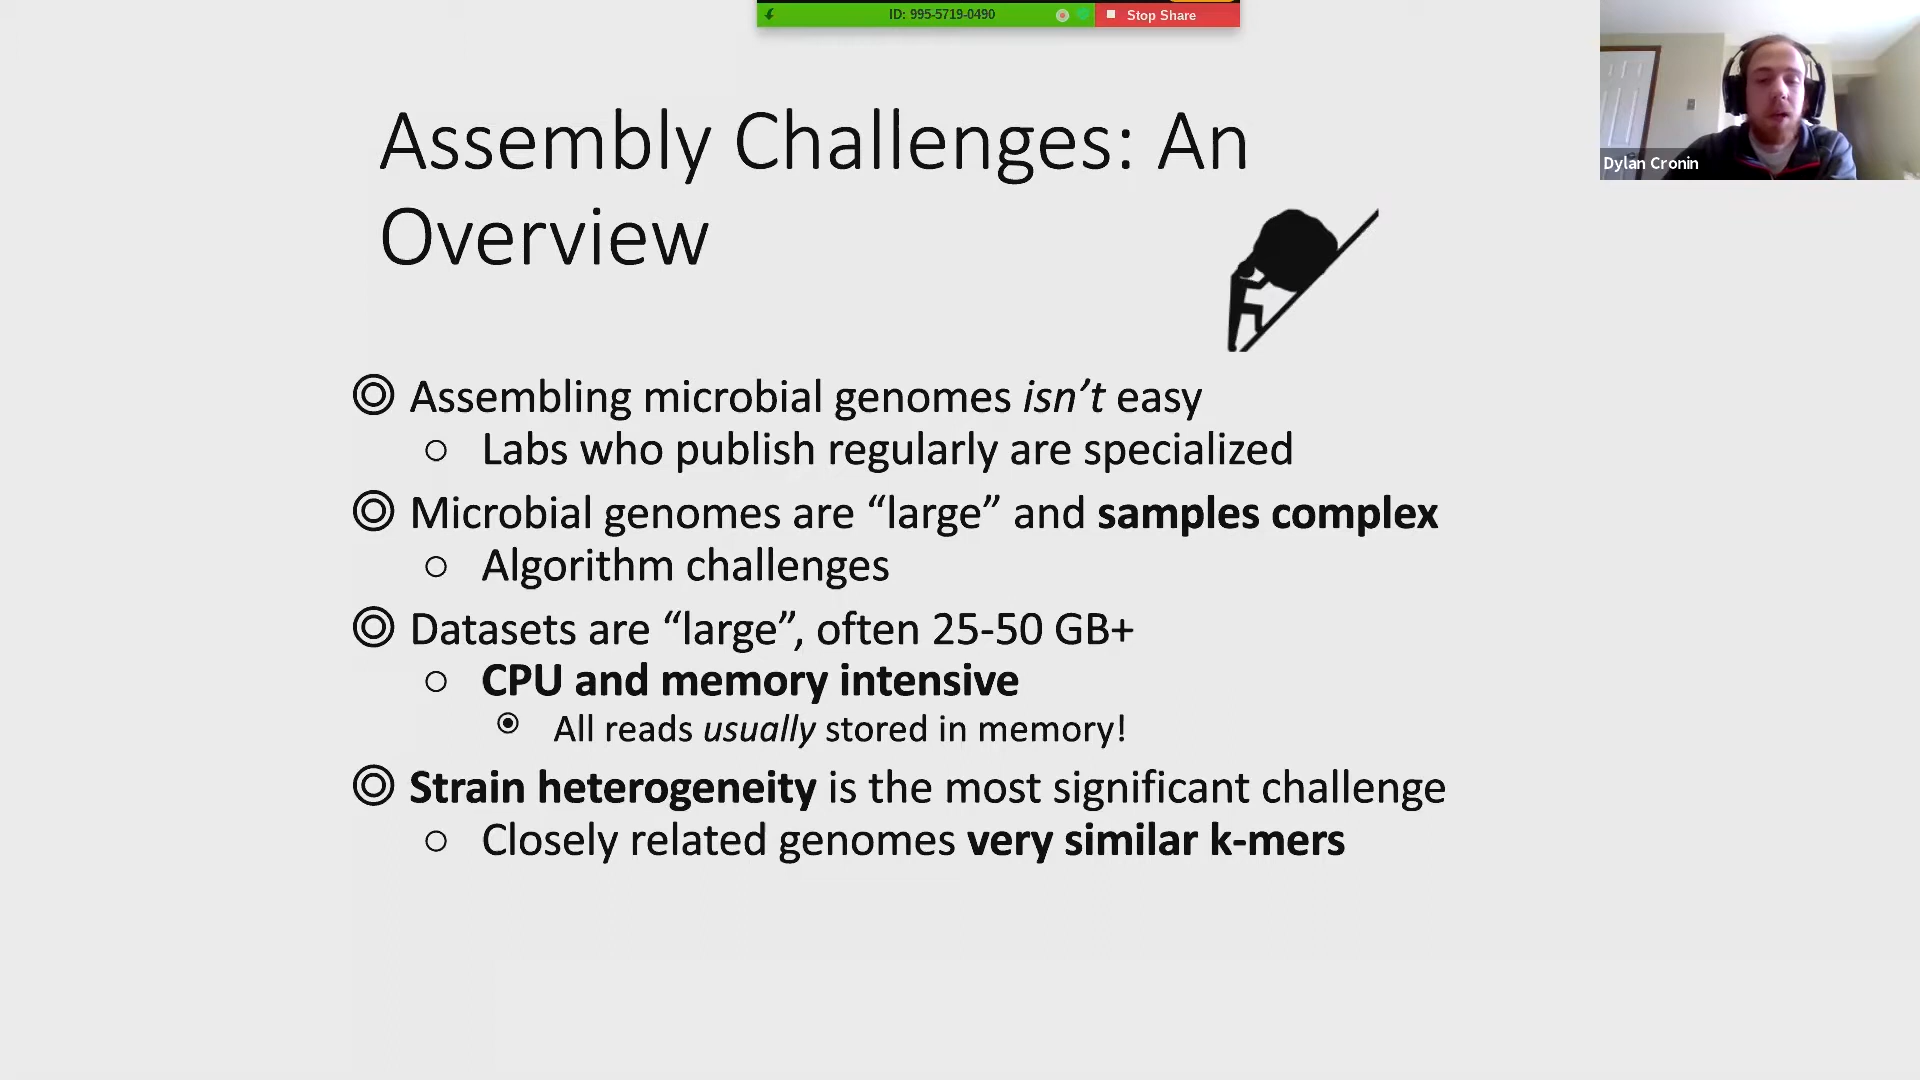 ID: 995-5719-0490
Stop Share
Dylan Cronin
Assembly Challenges: An
Overview
Assembling microbial genomes isn’t easy
Labs who publish regularly are specialized
Microbial genomes are “large” and samples complex
Algorithm challenges
Datasets are “large”, often 25-50 GB+
CPU and memory intensive
All reads usually stored in memory!
Strain heterogeneity is the most significant challenge
Closely related genomes very similar k-mers